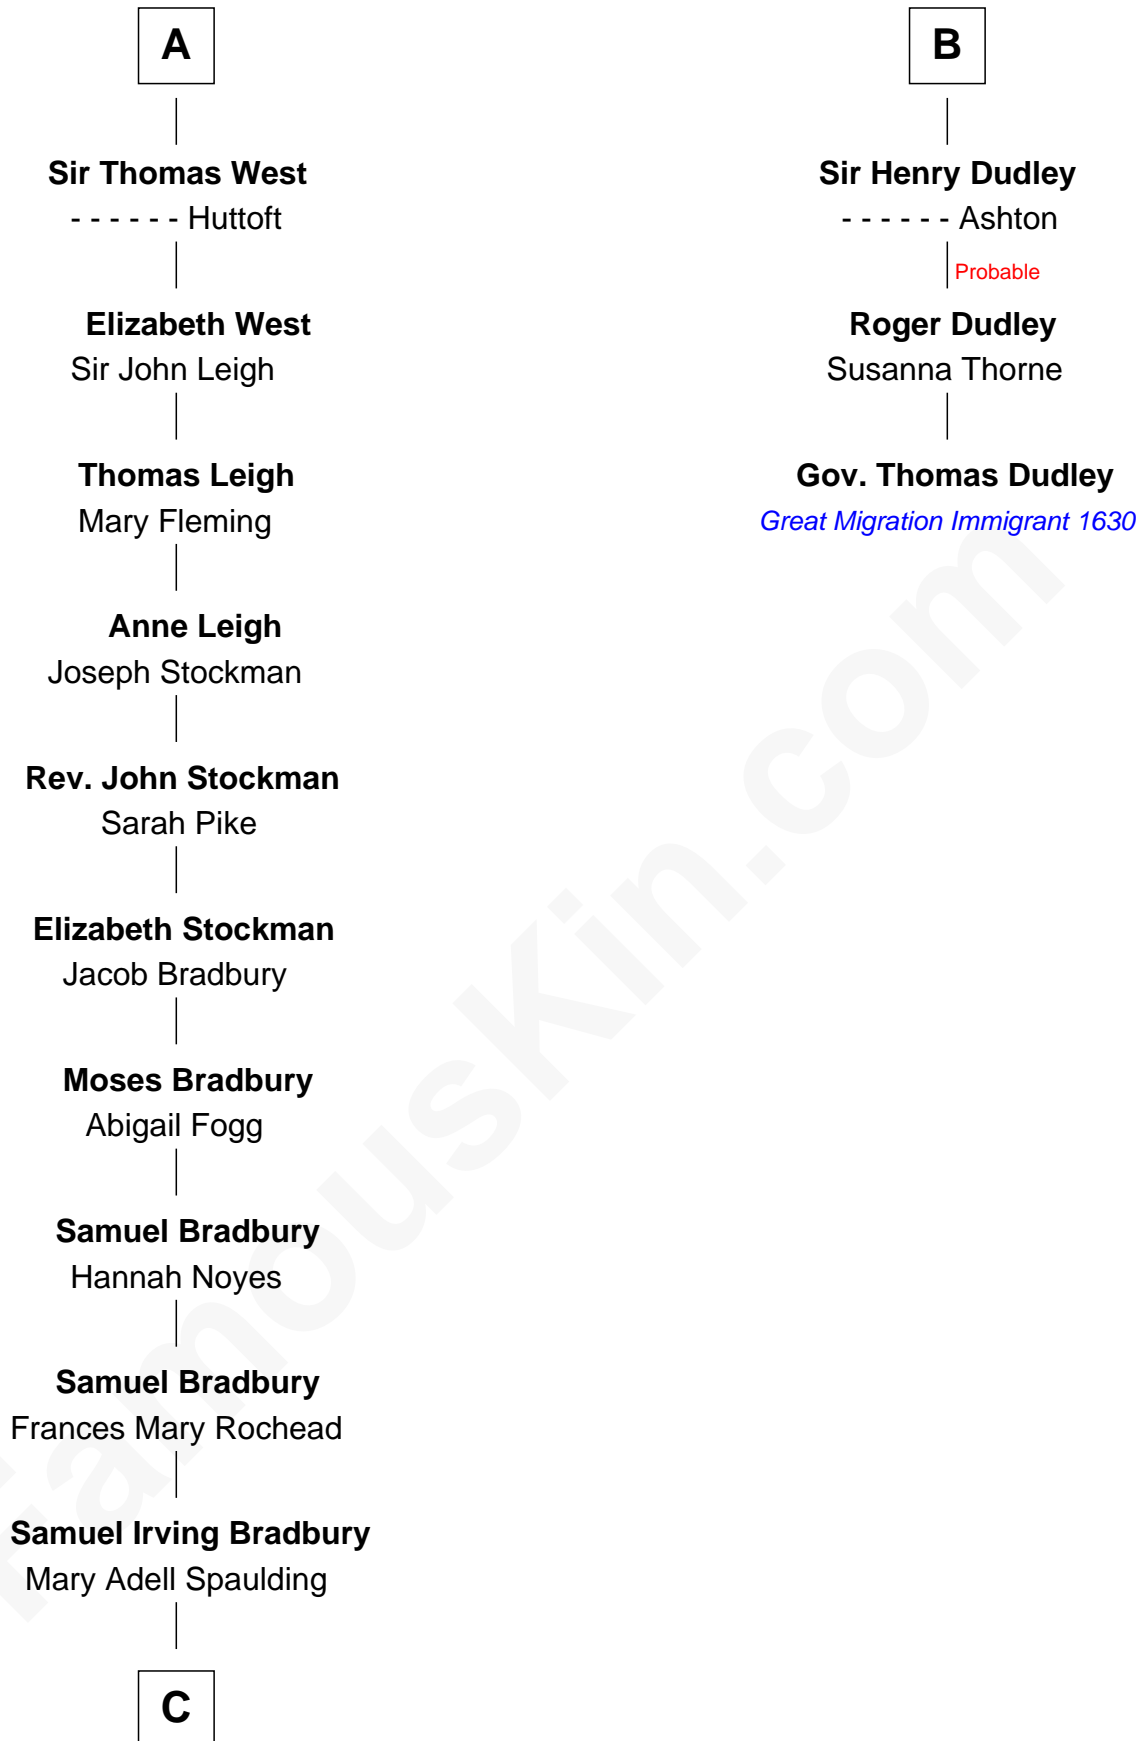 A
Sir Thomas West
- - - - - - Huttoft
Elizabeth West
Sir John Leigh
Thomas Leigh
Mary Fleming
Anne Leigh
Joseph Stockman
Rev. John Stockman
Sarah Pike
Elizabeth Stockman
Jacob Bradbury
Moses Bradbury
Abigail Fogg
Samuel Bradbury
Hannah Noyes
Samuel Bradbury
Frances Mary Rochead
Samuel Irving Bradbury
Mary Adell Spaulding
C
B
Sir Henry Dudley
- - - - - - Ashton
Probable
Roger Dudley
Susanna Thorne
Gov. Thomas Dudley
Great Migration Immigrant 1630
FamousKin.com